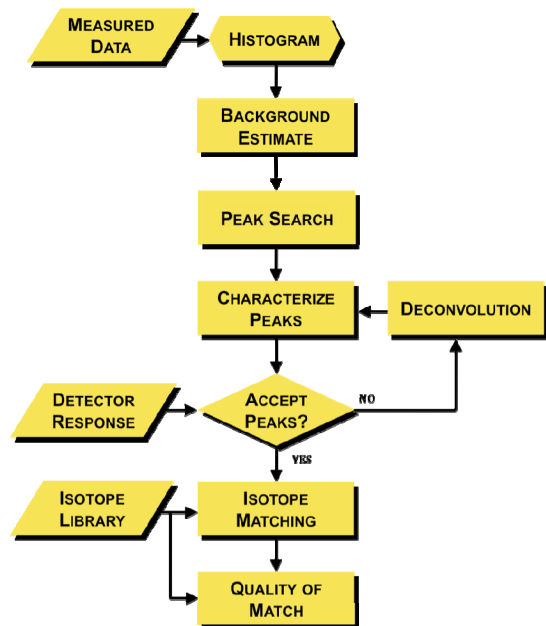 MEASURED
DATA
HISTOGRAM
BACKGROUND
ESTIMATE
PEAK SEARCH
CHARACTERIZE
PEAKS
DECONVOLUTION
DETECTOR
RESPONSE
ACCEPT
PEAKS?
NO
YES
ISOTOPE
LIBRARY
ISOTOPE
MATCHING
QUALITY OF
MATCH